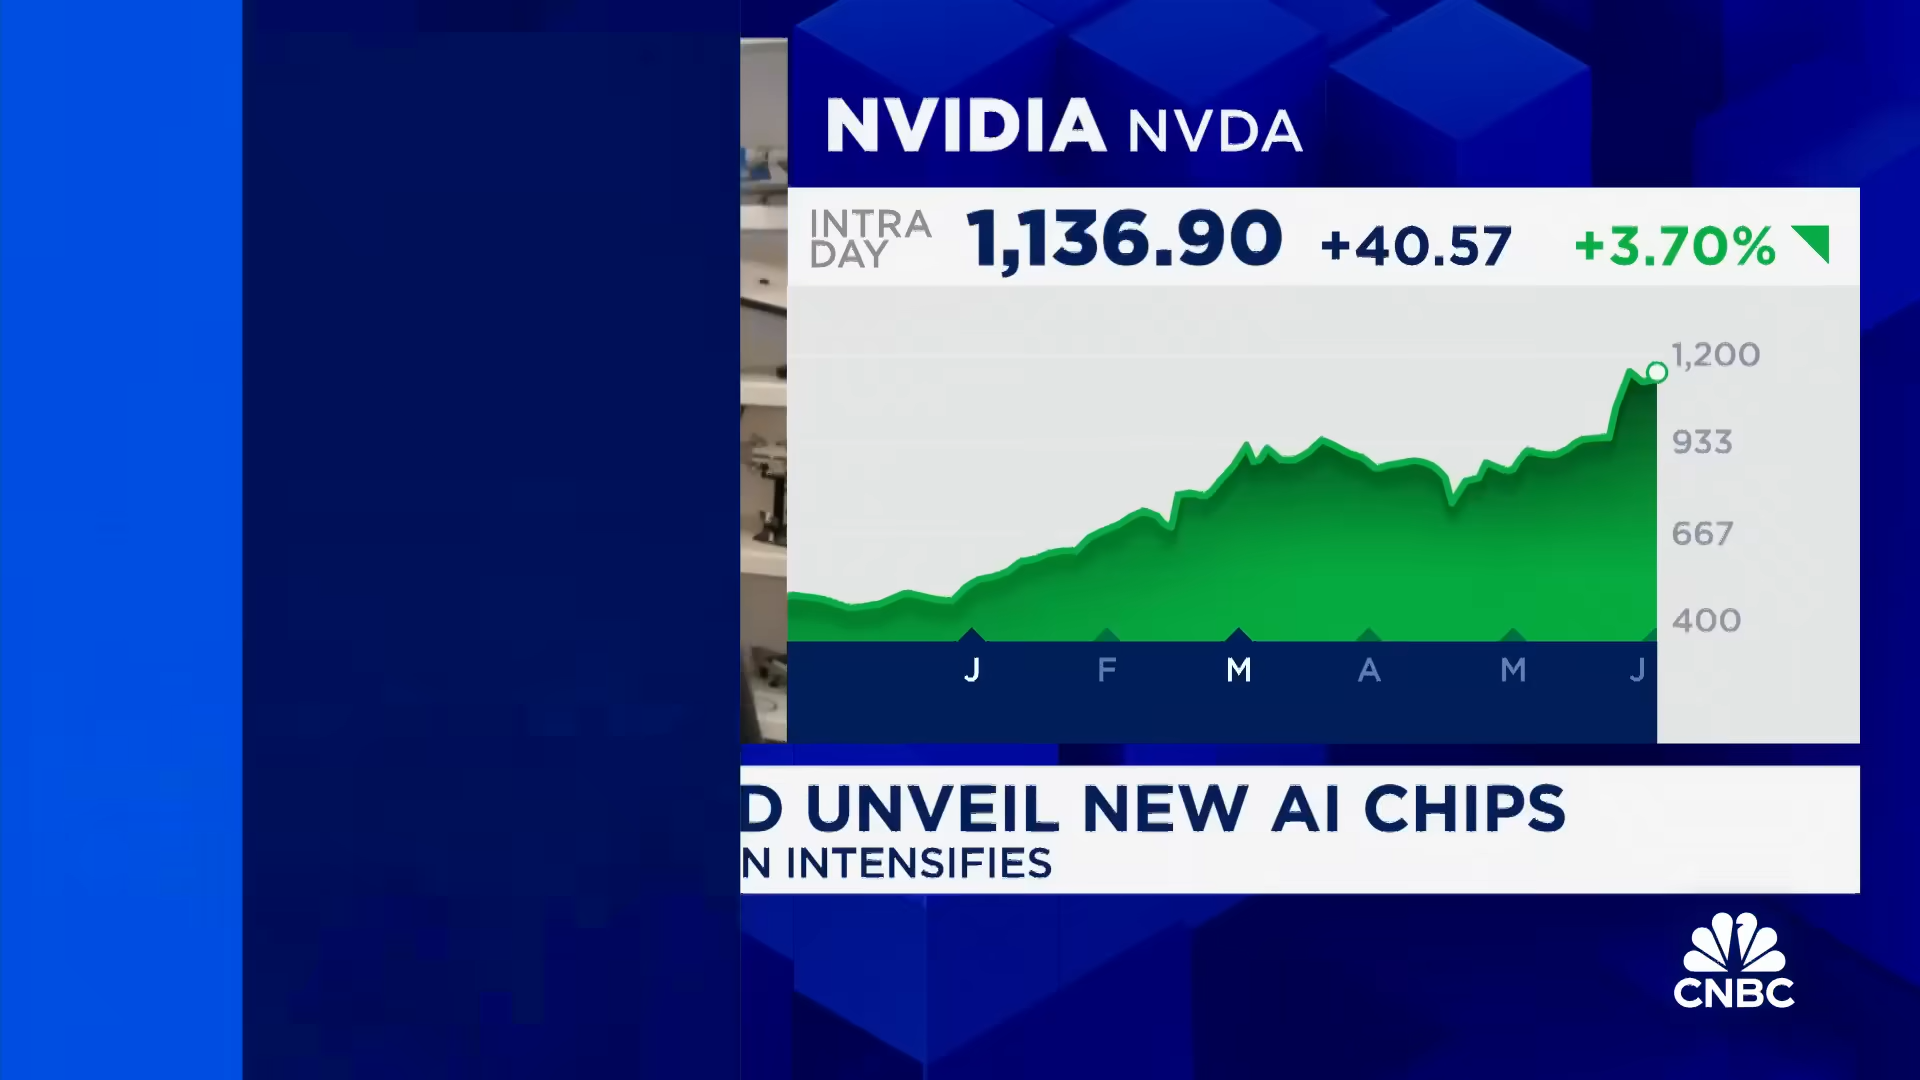 NVIDIA NVDA
INTRA DAY 1,136.90 +40.57 +3.70%
1,200
933
667
400
J F M A M J
D UNVEIL NEW AI CHIPS
N INTENSIFIES
CNBC